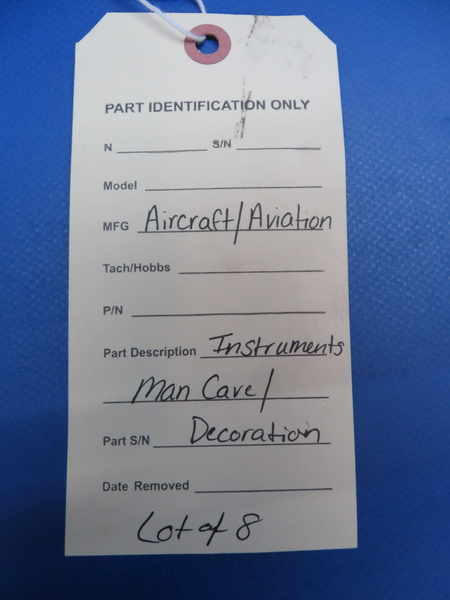 PART IDENTIFICATION ONLY
N S/N
Model
MFG Aircraft/Aviation
Tach/Hobbs
P/N
Part Description Instruments
Man Cave/
Part S/N Decoration
Date Removed
Lot of 8